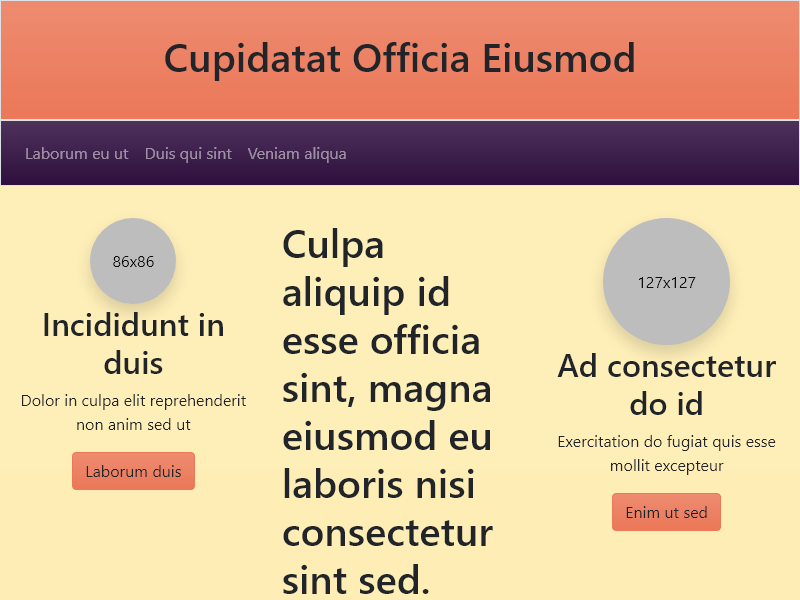 Cupidatat Officia Eiusmod
Laborum eu ut Duis qui sint Veniam aliqua
86x86
Incididunt in
duis
Dolor in culpa elit reprehenderit
non anim sed ut
Laborum duis
Culpa
aliquip id
esse officia
sint, magna
eiusmod eu
laboris nisi
consectetur
sint sed.
127x127
Ad consectetur
do id
Exercitation do fugiat quis esse
mollit excepteur
Enim ut sed